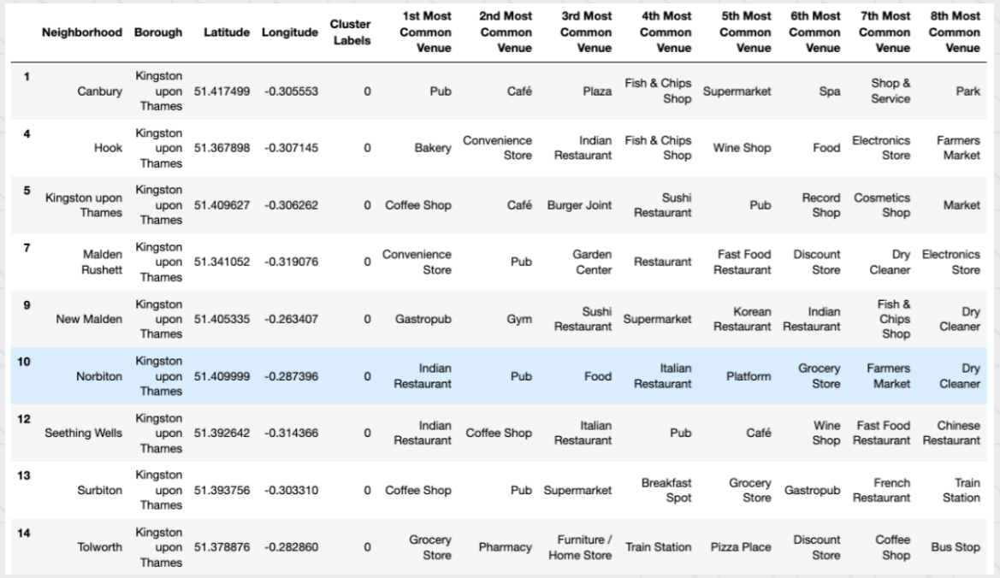 Neighborhood Borough Latitude Longitude Cluster Labels 1st Most Common Venue 2nd Most Common Venue 3rd Most Common Venue 4th Most Common Venue 5th Most Common Venue 6th Most Common Venue 7th Most Common Venue 8th Most Common Venue
1 Canbury Kingston upon Thames 51.417499 -0.305553 0 Pub Café Plaza Fish & Chips Shop Supermarket Spa Shop & Service Park
4 Hook Kingston upon Thames 51.367898 -0.307145 0 Bakery Convenience Store Indian Restaurant Fish & Chips Shop Wine Shop Food Electronics Store Farmers Market
5 Kingston upon Thames Kingston upon Thames 51.409627 -0.306262 0 Coffee Shop Café Burger Joint Sushi Restaurant Pub Record Shop Cosmetics Shop Market
7 Malden Rushett Kingston upon Thames 51.341052 -0.319076 0 Convenience Store Pub Garden Center Restaurant Fast Food Restaurant Discount Store Dry Cleaner Electronics Store
9 New Malden Kingston upon Thames 51.405335 -0.263407 0 Gastropub Gym Sushi Restaurant Supermarket Korean Restaurant Indian Restaurant Fish & Chips Shop Dry Cleaner
10 Norbiton Kingston upon Thames 51.409999 -0.287396 0 Indian Restaurant Pub Food Italian Restaurant Platform Grocery Store Farmers Market Dry Cleaner
12 Seething Wells Kingston upon Thames 51.392642 -0.314366 0 Indian Restaurant Coffee Shop Italian Restaurant Pub Café Wine Shop Fast Food Restaurant Chinese Restaurant
13 Surbiton Kingston upon Thames 51.393756 -0.303310 0 Coffee Shop Pub Supermarket Breakfast Spot Grocery Store Gastropub French Restaurant Train Station
14 Tolworth Kingston upon Thames 51.378876 -0.282860 0 Grocery Store Pharmacy Furniture / Home Store Train Station Pizza Place Discount Store Coffee Shop Bus Stop